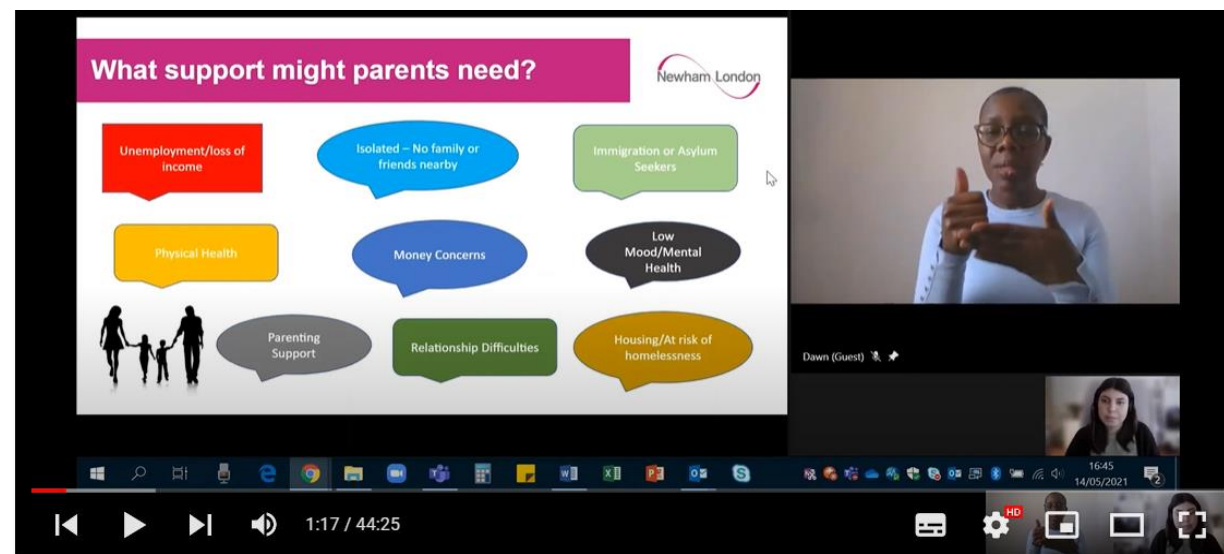 What support might parents need?
Newham London
Unemployment/loss of
income
Isolated – No family or
friends nearby
Immigration or Asylum
Seekers
Physical Health
Money Concerns
Low
Mood/Mental
Health
Parenting
Support
Relationship Difficulties
Housing/At risk of
homelessness
Dawn (Guest)
16:45
14/05/2021
2
1:17 / 44:25
HD